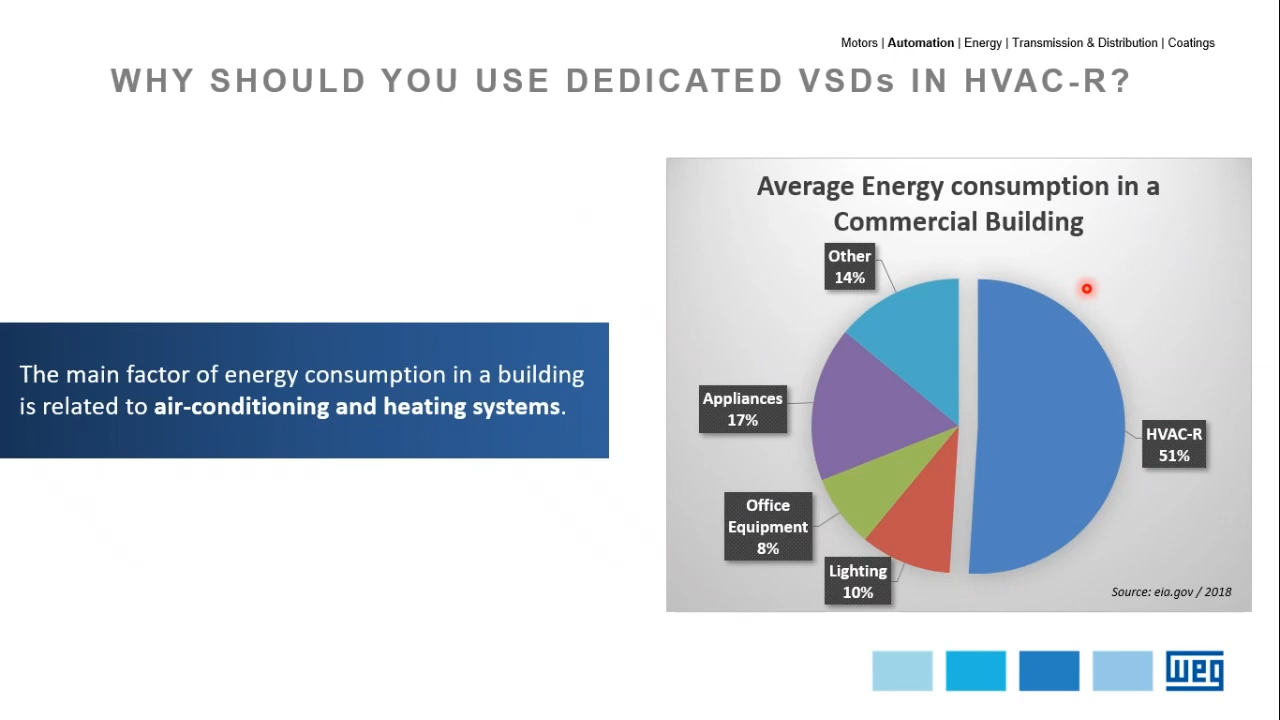 Motors | Automation | Energy | Transmission & Distribution | Coatings
WHY SHOULD YOU USE DEDICATED VSDs IN HVAC-R?
The main factor of energy consumption in a building
is related to air-conditioning and heating systems.
Average Energy consumption in a
Commercial Building
Other
14%
Appliances
17%
HVAC-R
51%
Office
Equipment
8%
Lighting
10%
Source: eia.gov / 2018
weg